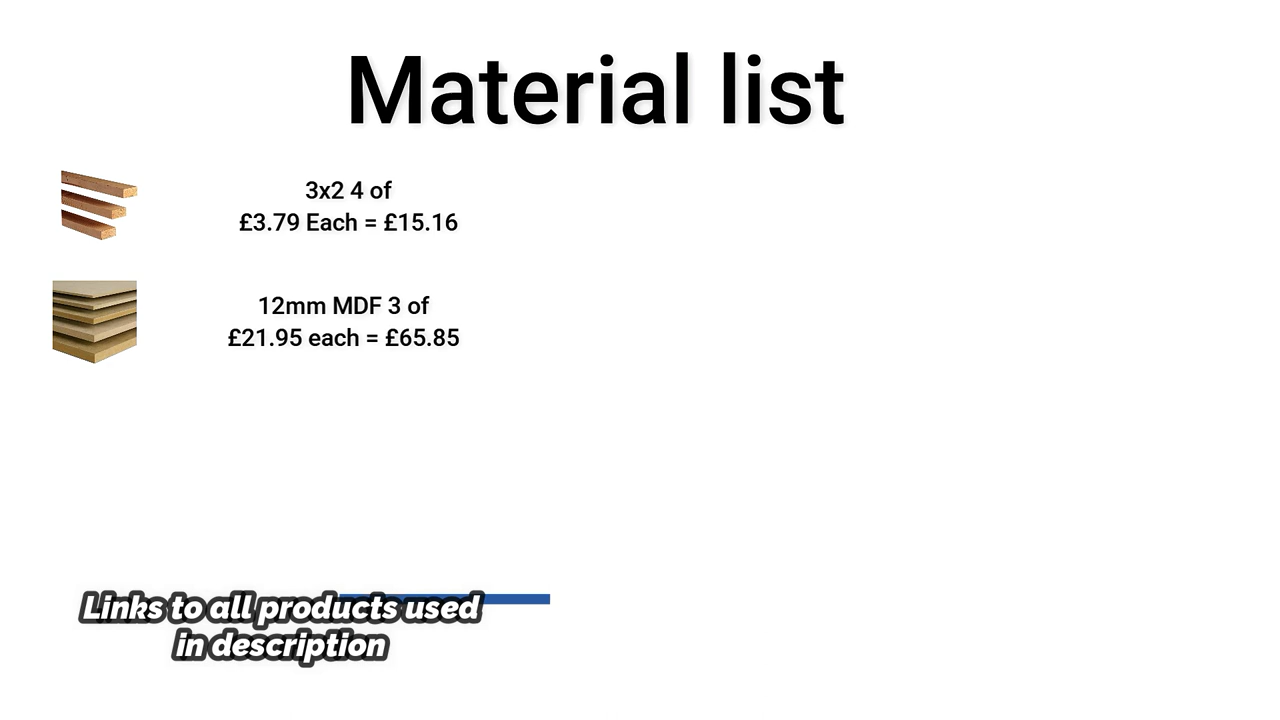 Material list
3x2 4 of
£3.79 Each = £15.16
12mm MDF 3 of
£21.95 each = £65.85
Links to all products used
in description